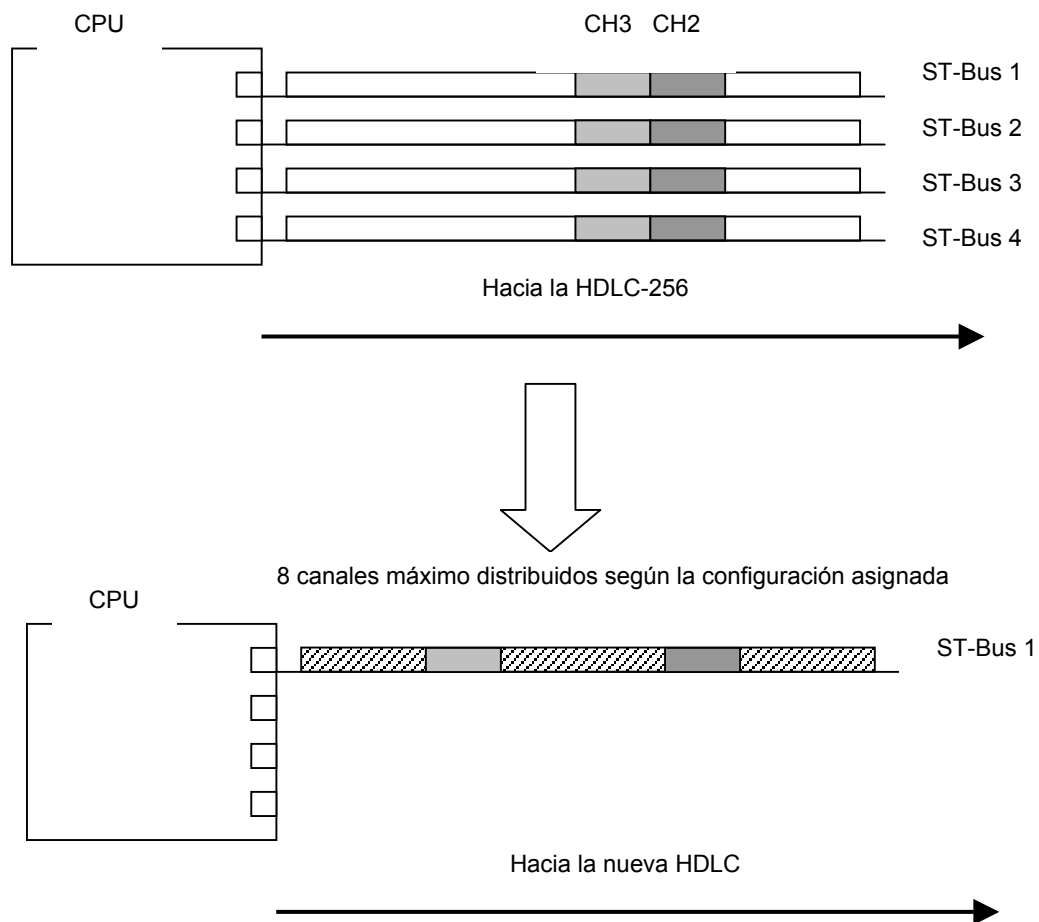 CPU
CH3 CH2
ST-Bus 1
ST-Bus 2
ST-Bus 3
ST-Bus 4
Hacia la HDLC-256
8 canales máximo distribuidos según la configuración asignada
CPU
ST-Bus 1
Hacia la nueva HDLC